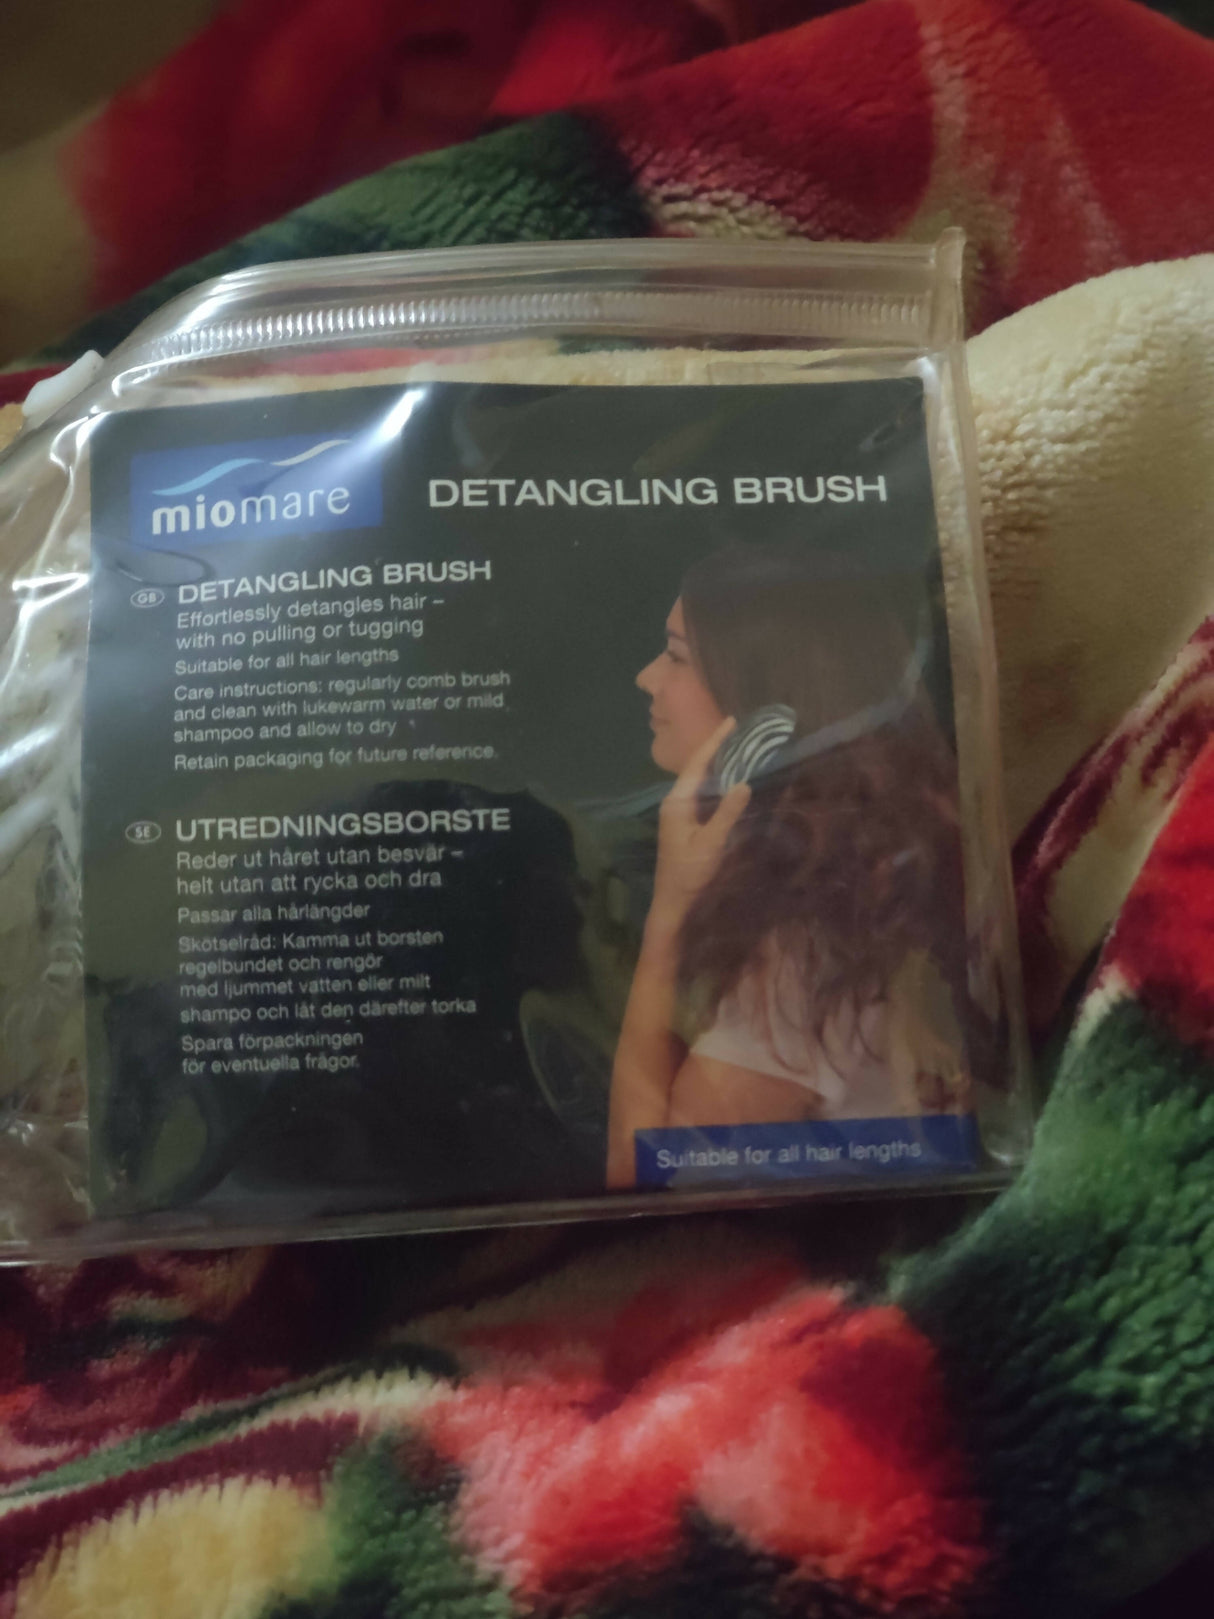 miomare
DETANGLING BRUSH
GB DETANGLING BRUSH
Effortlessly detangles hair –
with no pulling or tugging
Suitable for all hair lengths
Care instructions: regularly comb brush
and clean with lukewarm water or mild
shampoo and allow to dry
Retain packaging for future reference.
SE UTREDNINGSBORSTE
Reder ut håret utan besvär –
helt utan att rycka och dra
Passar alla hårlängder
Skötselråd: Kamma ut borsten
regelbundet och rengör
med ljummet vatten eller milt
shampo och låt den därefter torka
Spara förpackningen
för eventuella frågor.
Suitable for all hair lengths